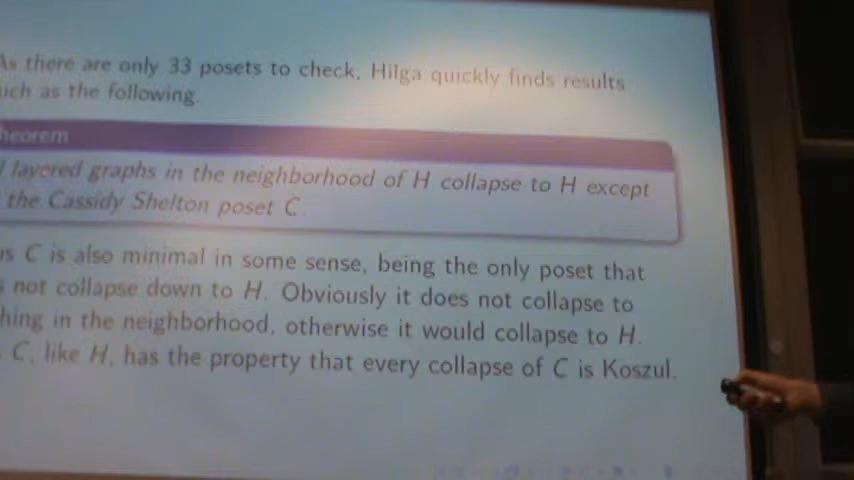 As there are only 33 posets to check, Hilga quickly finds results
uch as the following.
heorem
l layered graphs in the neighborhood of H collapse to H except
the Cassidy Shelton poset C.
us C is also minimal in some sense, being the only poset that
s not collapse down to H. Obviously it does not collapse to
hing in the neighborhood, otherwise it would collapse to H.
C, like H, has the property that every collapse of C is Koszul.